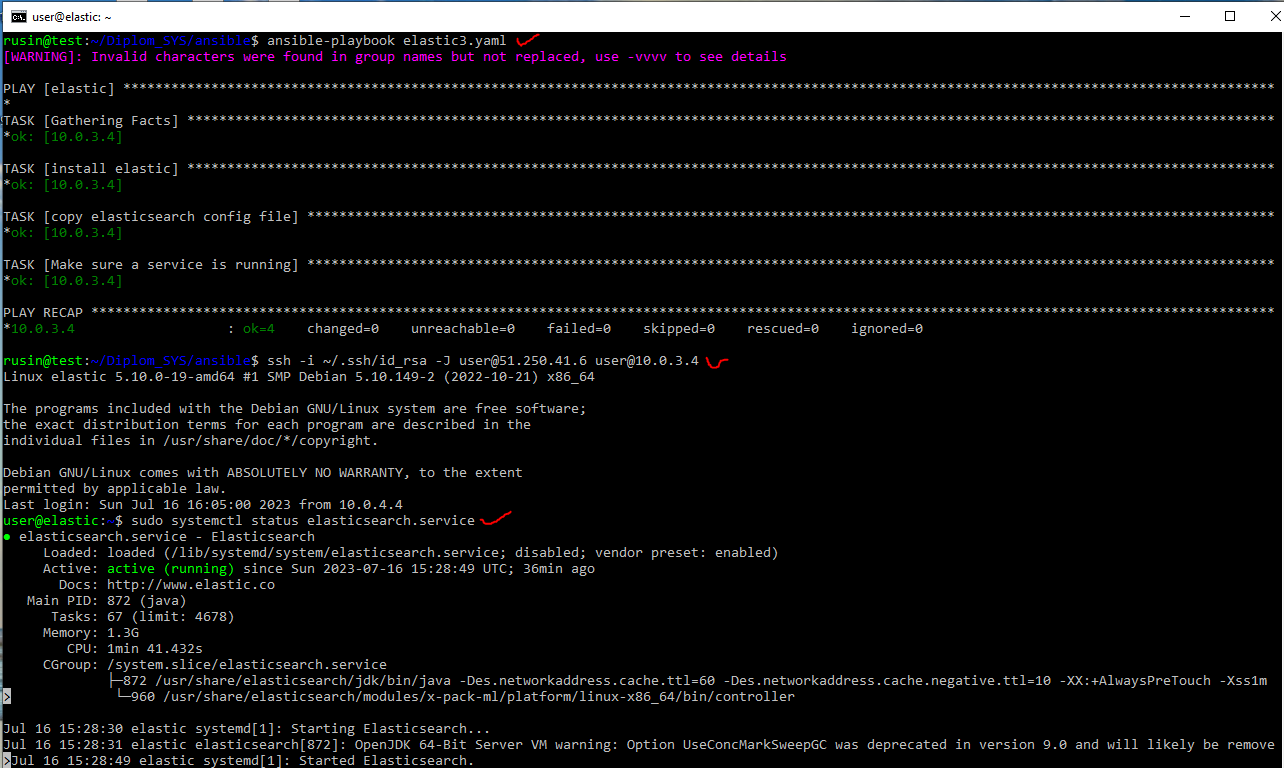 user@elastic: ~
rusin@test:~/Diplom_SYS/ansible$ ansible-playbook elastic3.yaml
[WARNING]: Invalid characters were found in group names but not replaced, use -vvvv to see details
PLAY [elastic] ************************************************************************************************************************************************
*
TASK [Gathering Facts] ****************************************************************************************************************************************
*ok: [10.0.3.4]
TASK [install elastic] ****************************************************************************************************************************************
*ok: [10.0.3.4]
TASK [copy elasticsearch config file] *************************************************************************************************************************
*ok: [10.0.3.4]
TASK [Make sure a service is running] *************************************************************************************************************************
*ok: [10.0.3.4]
PLAY RECAP ****************************************************************************************************************************************************
*10.0.3.4                   : ok=4    changed=0    unreachable=0    failed=0    skipped=0    rescued=0    ignored=0
rusin@test:~/Diplom_SYS/ansible$ ssh -i ~/.ssh/id_rsa -J user@51.250.41.6 user@10.0.3.4
Linux elastic 5.10.0-19-amd64 #1 SMP Debian 5.10.149-2 (2022-10-21) x86_64
The programs included with the Debian GNU/Linux system are free software;
the exact distribution terms for each program are described in the
individual files in /usr/share/doc/*/copyright.
Debian GNU/Linux comes with ABSOLUTELY NO WARRANTY, to the extent
permitted by applicable law.
Last login: Sun Jul 16 16:05:00 2023 from 10.0.4.4
user@elastic:~$ sudo systemctl status elasticsearch.service
● elasticsearch.service - Elasticsearch
     Loaded: loaded (/lib/systemd/system/elasticsearch.service; disabled; vendor preset: enabled)
     Active: active (running) since Sun 2023-07-16 15:28:49 UTC; 36min ago
       Docs: http://www.elastic.co
   Main PID: 872 (java)
      Tasks: 67 (limit: 4678)
     Memory: 1.3G
        CPU: 1min 41.432s
     CGroup: /system.slice/elasticsearch.service
             ├─872 /usr/share/elasticsearch/jdk/bin/java -Des.networkaddress.cache.ttl=60 -Des.networkaddress.cache.negative.ttl=10 -XX:+AlwaysPreTouch -Xss1m
>             └─960 /usr/share/elasticsearch/modules/x-pack-ml/platform/linux-x86_64/bin/controller
Jul 16 15:28:30 elastic systemd[1]: Starting Elasticsearch...
Jul 16 15:28:31 elastic elasticsearch[872]: OpenJDK 64-Bit Server VM warning: Option UseConcMarkSweepGC was deprecated in version 9.0 and will likely be remove
>Jul 16 15:28:49 elastic systemd[1]: Started Elasticsearch.